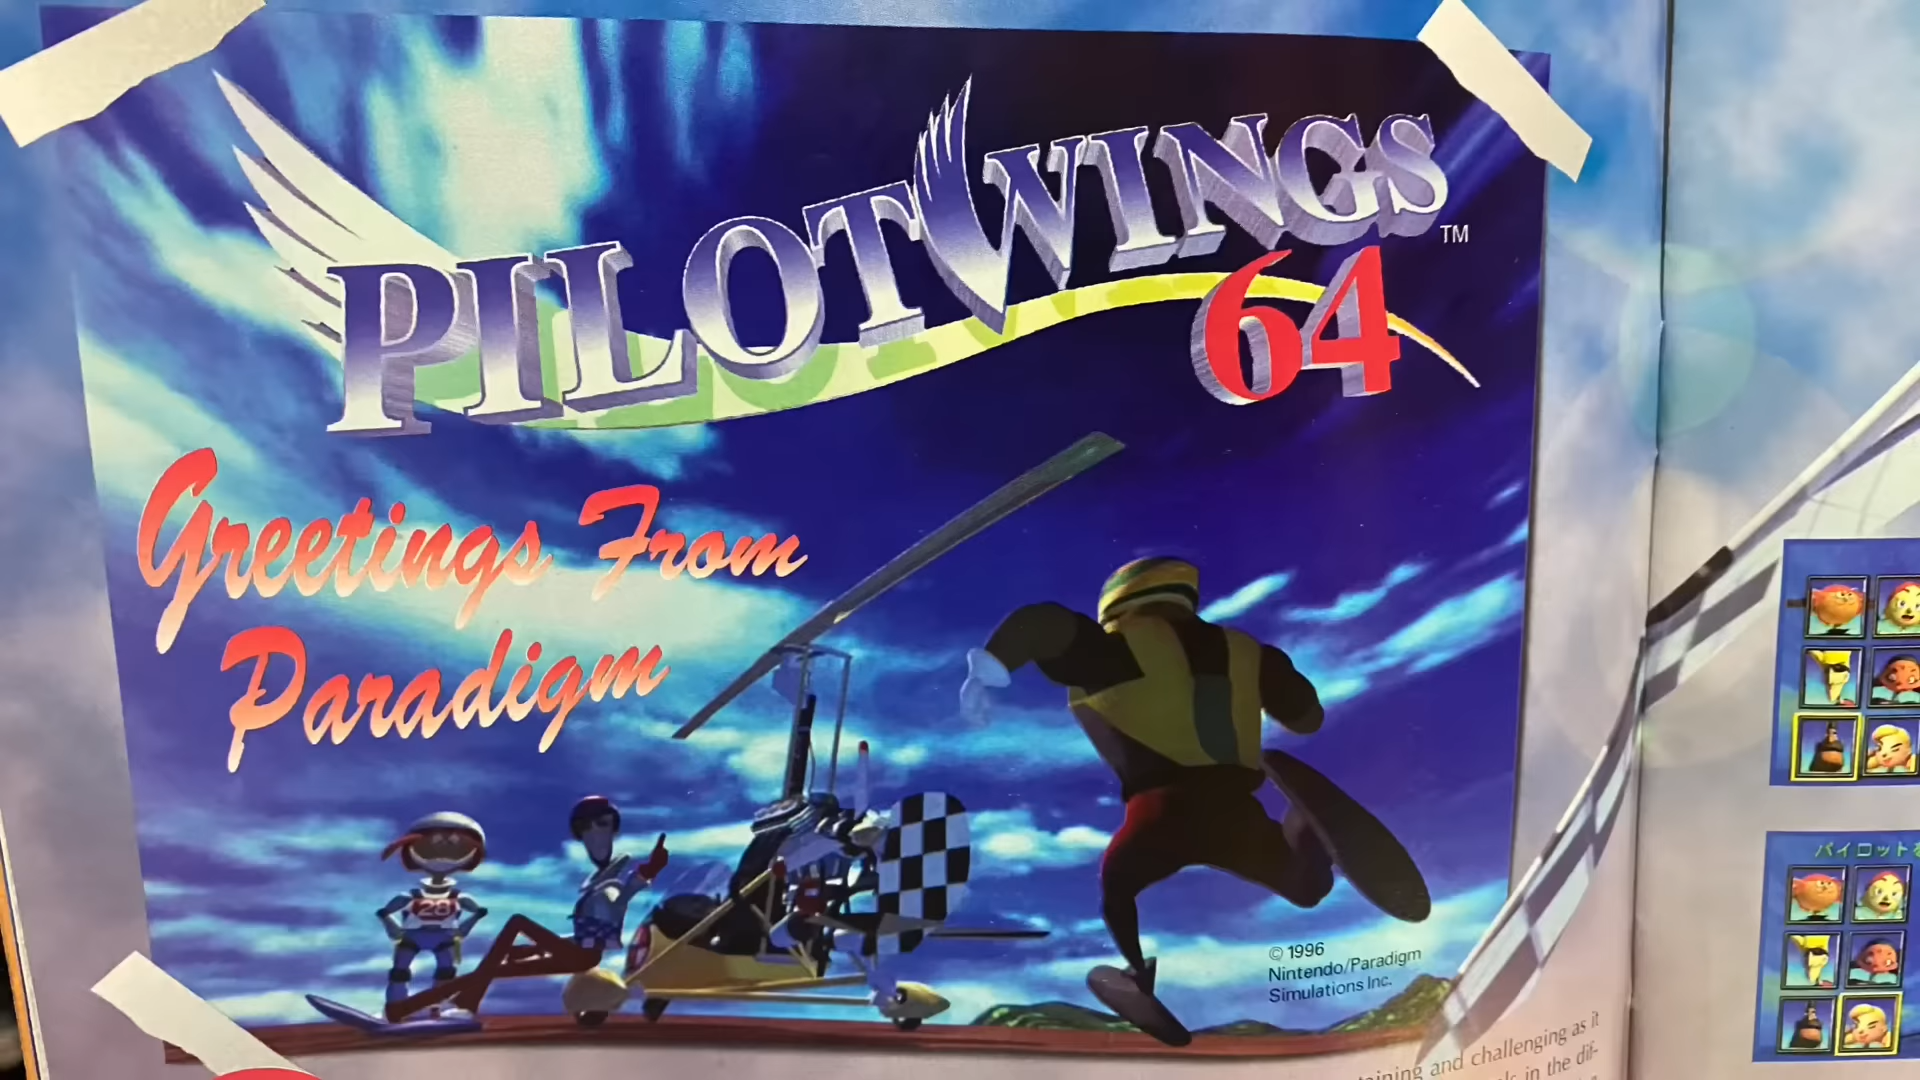 PILOTWINGS
64
TM
Greetings From
Paradigm
28
© 1996
Nintendo/Paradigm
Simulations Inc.
and challenging as it
in the dif-
パイロットを